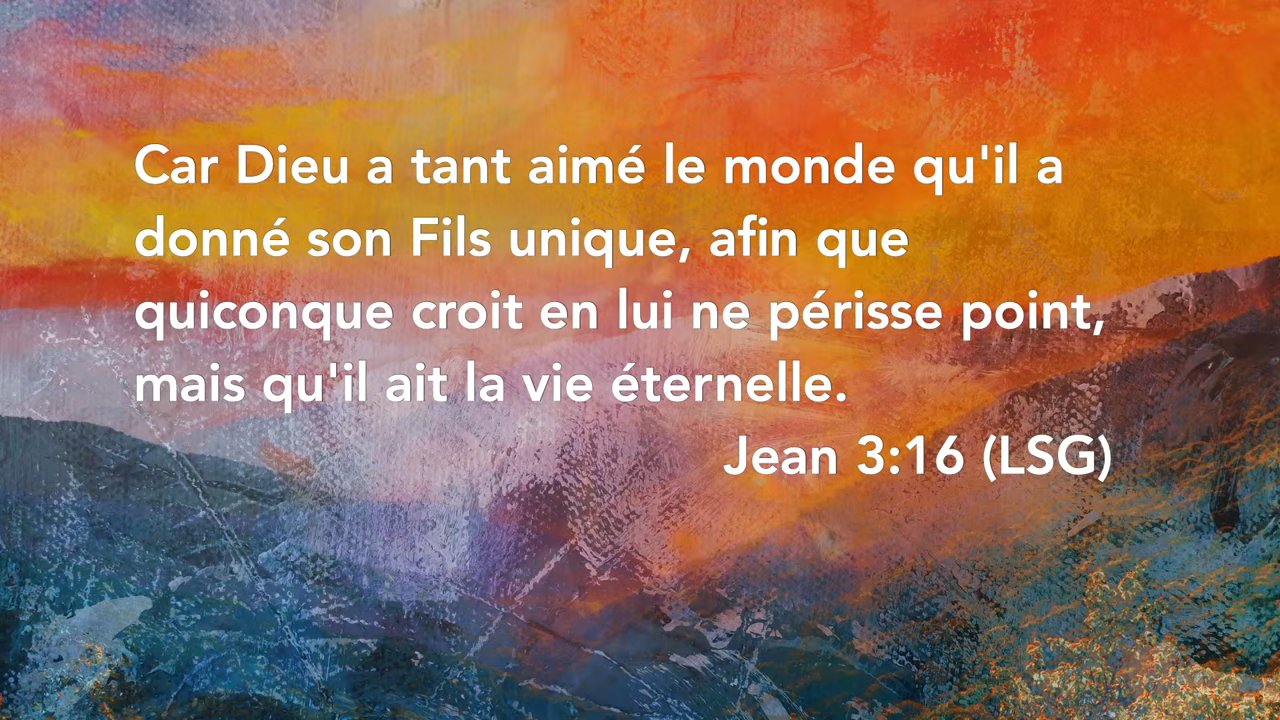 Car Dieu a tant aimé le monde qu'il a
donné son Fils unique, afin que
quiconque croit en lui ne périsse point,
mais qu'il ait la vie éternelle.
Jean 3:16 (LSG)